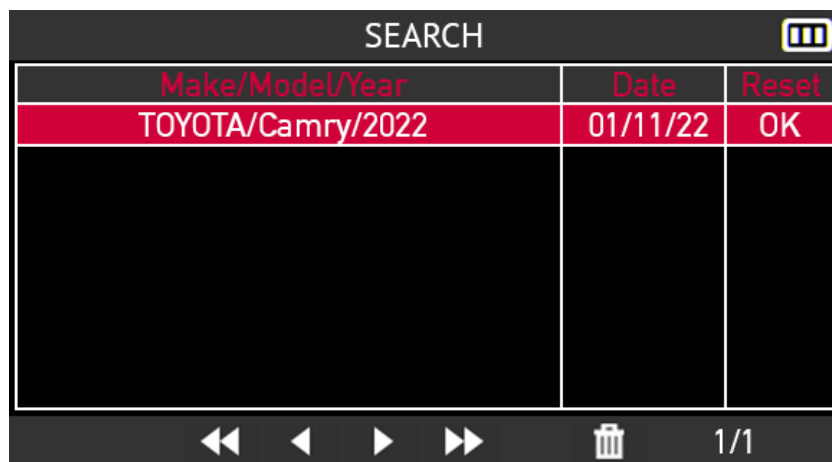 SEARCH
Make/Model/Year Date Reset
TOYOTA/Camry/2022 01/11/22 OK
1/1